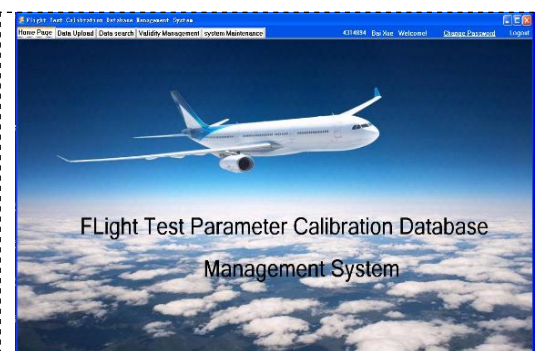 Flight Test Calibration Database Management System
Home Page Data Upload Data search Validity Management system Maintenance 4314894 Dai Xue Welcome! Change Password Logout
FLight Test Parameter Calibration Database
Management System